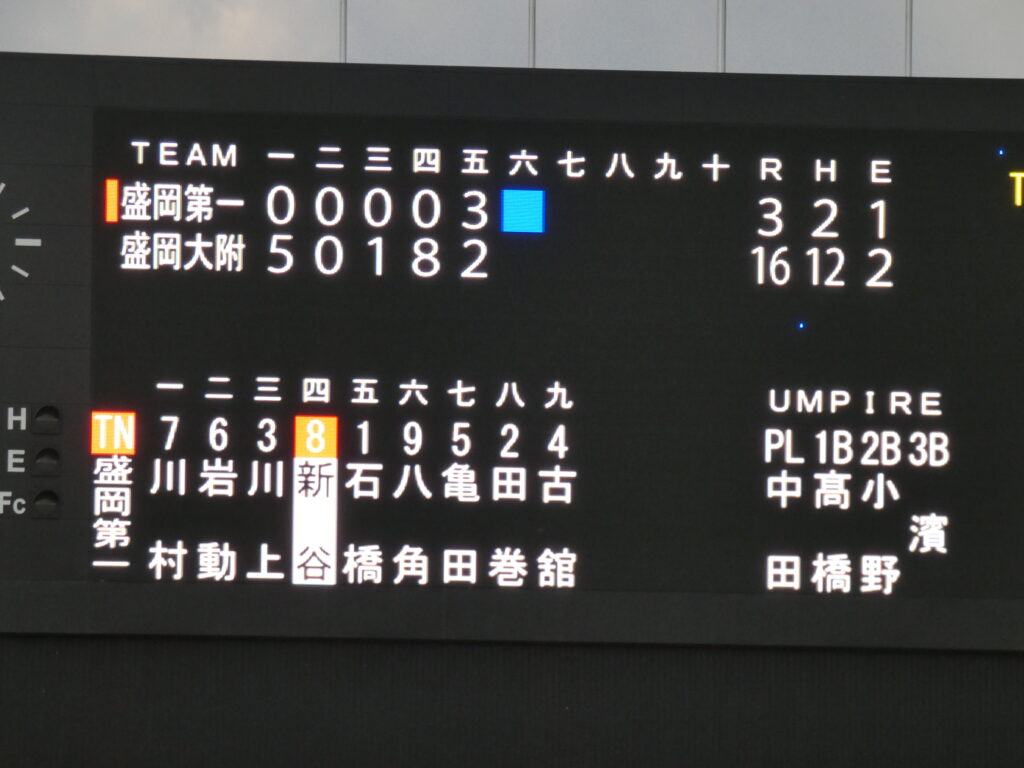 TEAM 一 二 三 四 五 六 七 八 九 十 R H E
盛岡第一 0 0 0 0 3 3 2 1
盛岡大附 5 0 1 8 2 16 12 2
一 二 三 四 五 六 七 八 九
TN 7 6 3 8 1 9 5 2 4
盛岡第一
川村
岩動
川上
新谷
石橋
八角
亀田
田巻
古舘
UMPIRE
PL 1B 2B 3B
中田
髙橋
小野
濱
H
E
Fc
T